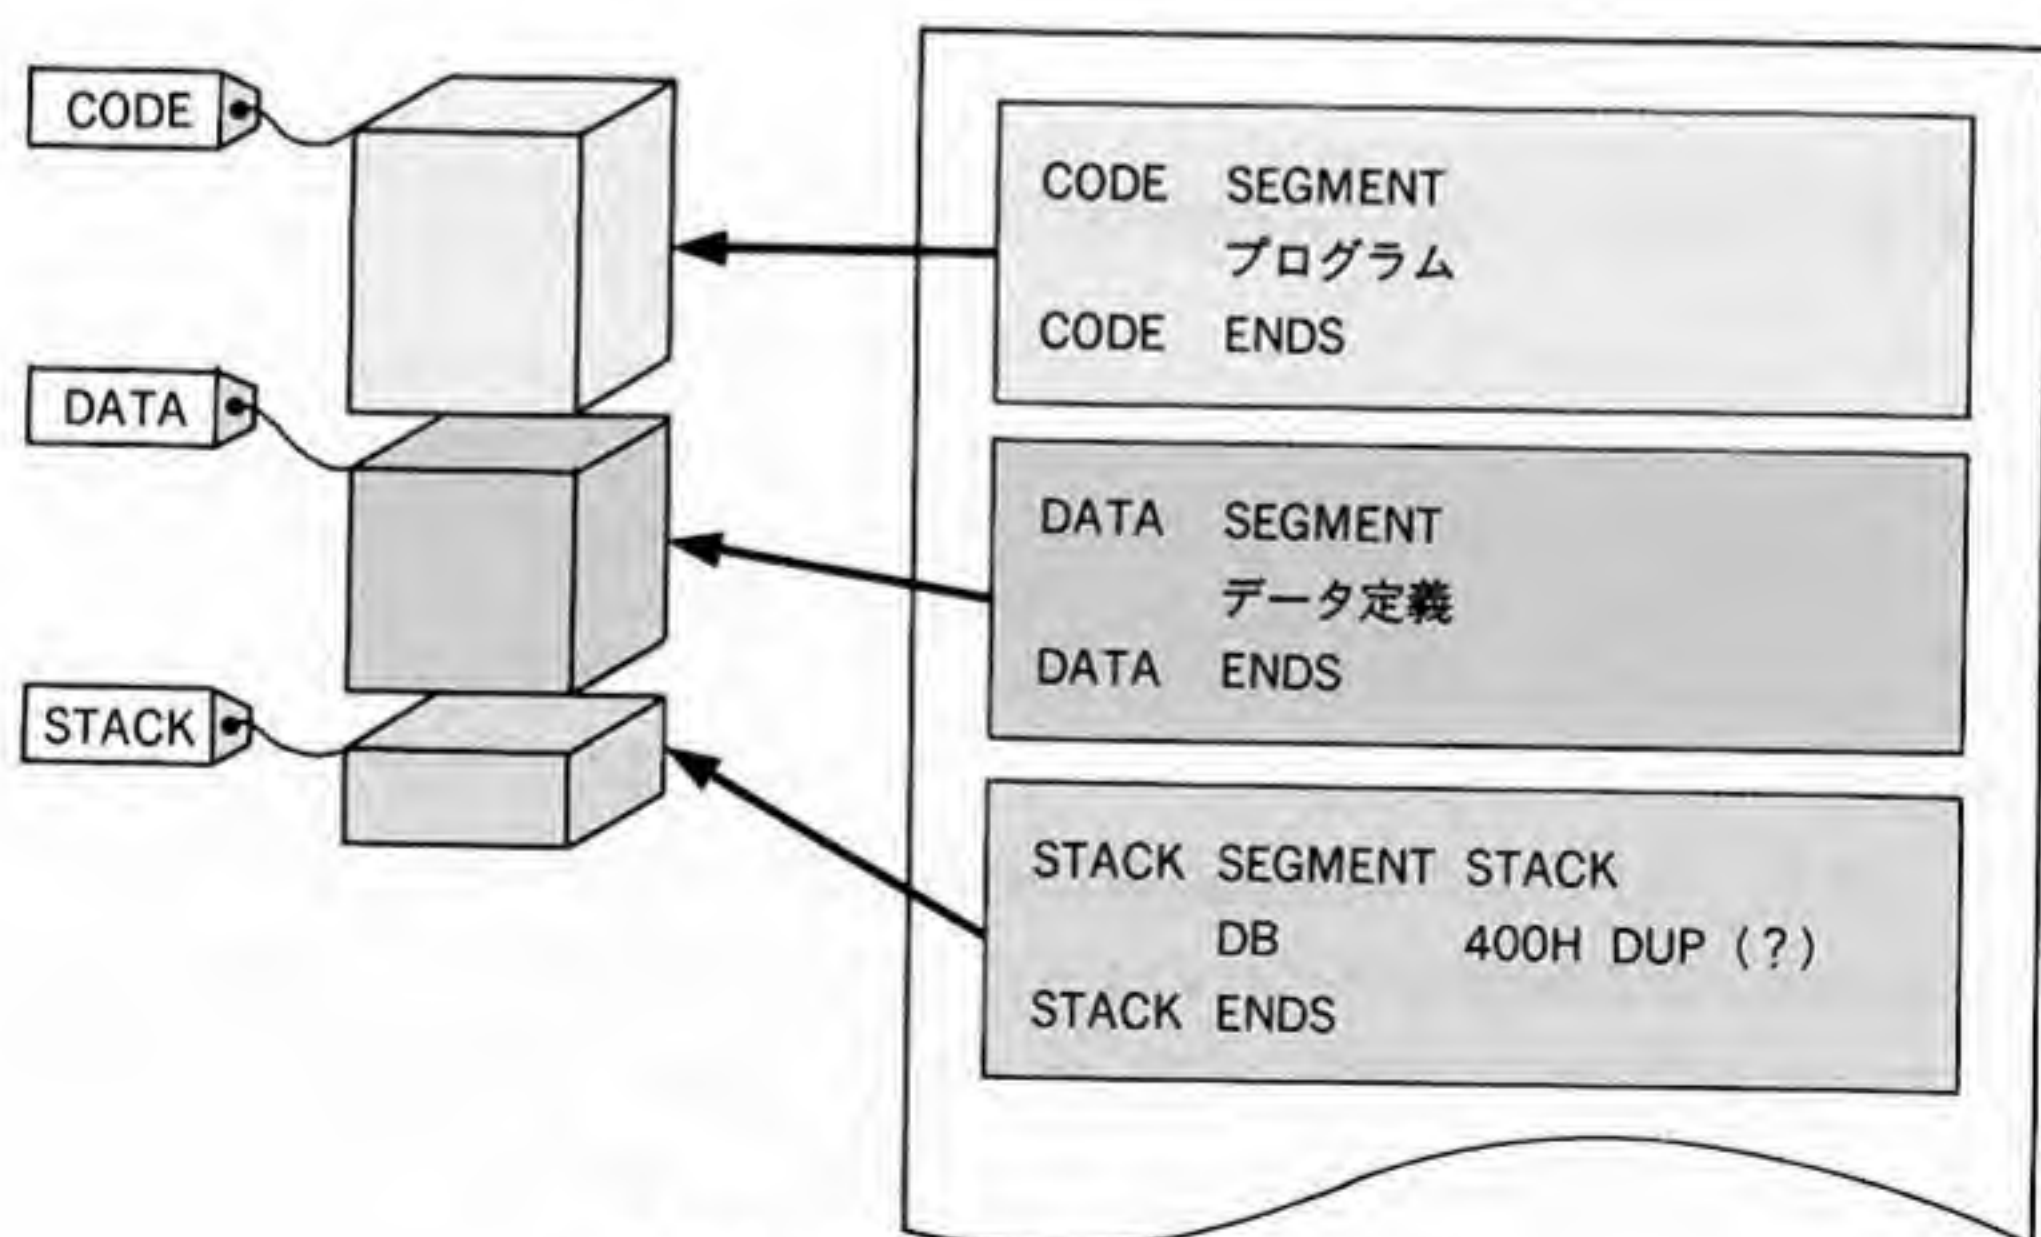 CODE
DATA
STACK
CODE SEGMENT
プログラム
CODE ENDS
DATA SEGMENT
データ定義
DATA ENDS
STACK SEGMENT STACK
DB 400H DUP (?)
STACK ENDS